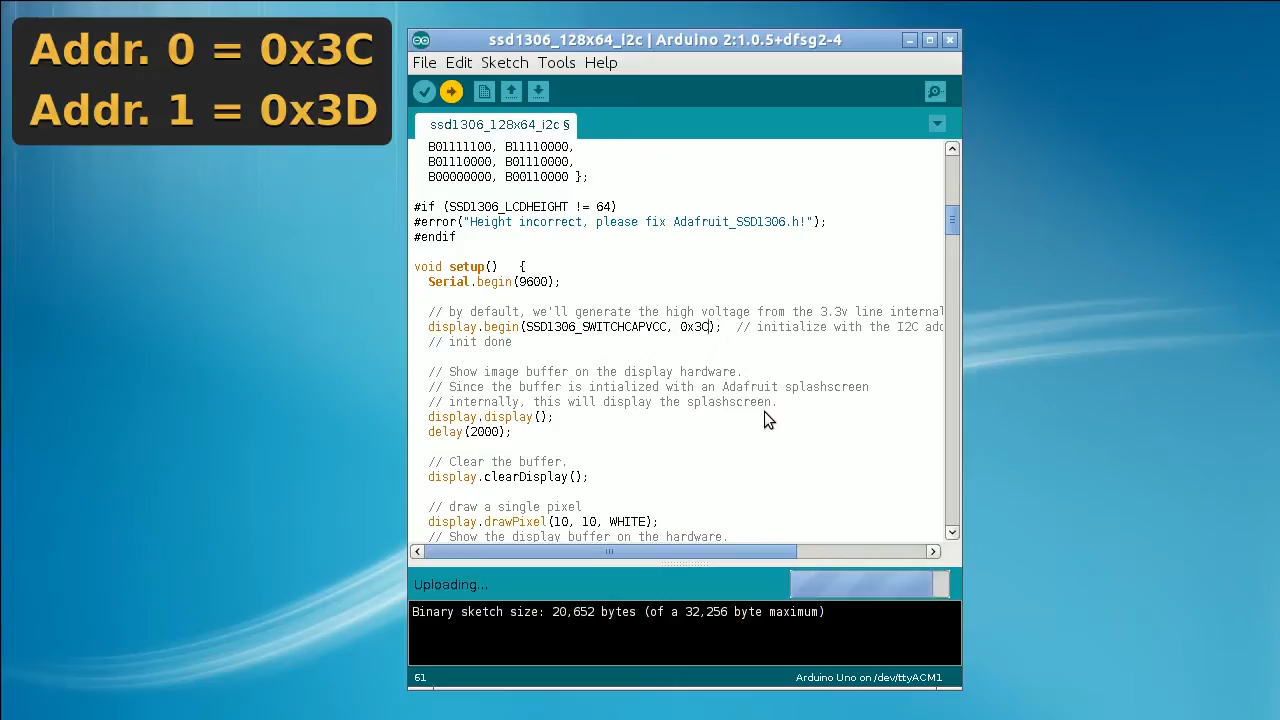 Addr. 0 = 0x3C
Addr. 1 = 0x3D
ssd1306_128x64_i2c | Arduino 2:1.0.5+dfsg2-4
File Edit Sketch Tools Help
ssd1306_128x64_i2c §
B01111100, B11110000,
B01110000, B01110000,
B00000000, B00110000 };
#if (SSD1306_LCDHEIGHT != 64)
#error("Height incorrect, please fix Adafruit_SSD1306.h!");
#endif
void setup() {
Serial.begin(9600);
// by default, we'll generate the high voltage from the 3.3v line internal
display.begin(SSD1306_SWITCHCAPVCC, 0x3C); // initialize with the I2C add
// init done
// Show image buffer on the display hardware.
// Since the buffer is intialized with an Adafruit splashscreen
// internally, this will display the splashscreen.
display.display();
delay(2000);
// Clear the buffer.
display.clearDisplay();
// draw a single pixel
display.drawPixel(10, 10, WHITE);
// Show the display buffer on the hardware.
Uploading...
Binary sketch size: 20,652 bytes (of a 32,256 byte maximum)
61
Arduino Uno on /dev/ttyACM1